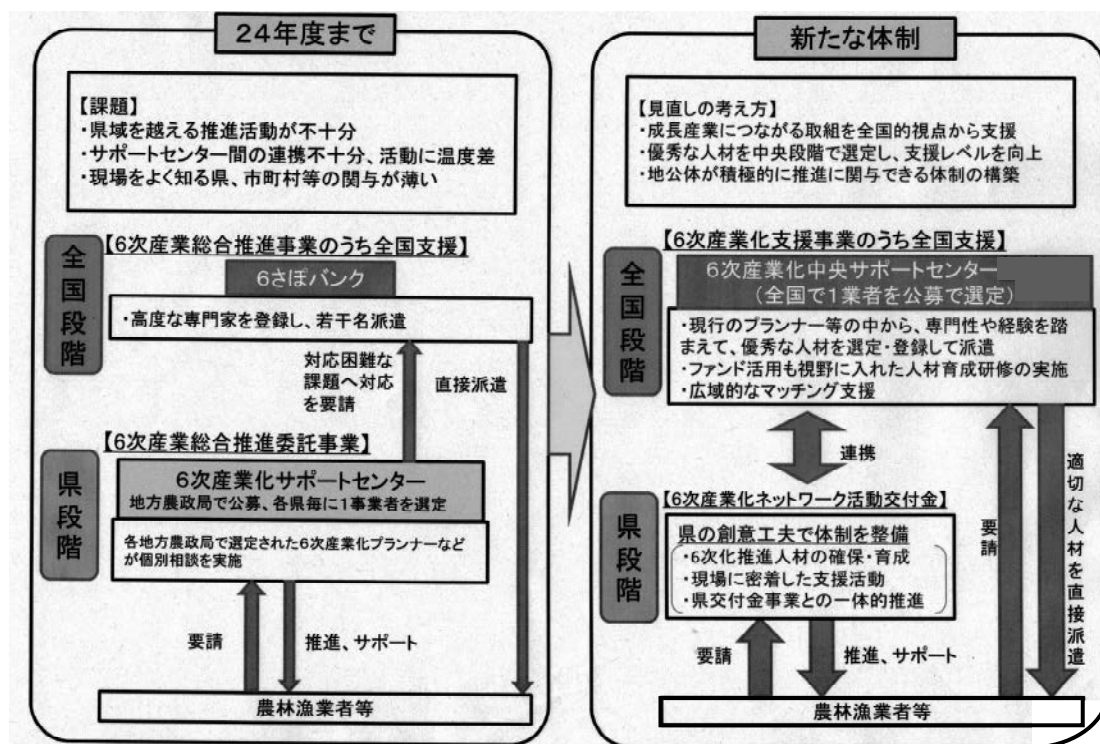 24年度まで
【課題】
・県域を越える推進活動が不十分
・サポートセンター間の連携不十分、活動に温度差
・現場をよく知る県、市町村等の関与が薄い
全国段階
【6次産業総合推進事業のうち全国支援】
6さぽバンク
・高度な専門家を登録し、若干名派遣
対応困難な
課題へ対応
を要請
直接派遣
県段階
【6次産業総合推進委託事業】
6次産業化サポートセンター
地方農政局で公募、各県毎に1事業者を選定
各地方農政局で選定された6次産業化プランナーなど
が個別相談を実施
要請
推進、サポート
農林漁業者等
新たな体制
【見直しの考え方】
・成長産業につながる取組を全国的視点から支援
・優秀な人材を中央段階で選定し、支援レベルを向上
・地公体が積極的に推進に関与できる体制の構築
全国段階
【6次産業化支援事業のうち全国支援】
6次産業化中央サポートセンター
（全国で1業者を公募で選定）
・現行のプランナー等の中から、専門性や経験を踏
まえて、優秀な人材を選定・登録して派遣
・ファンド活用も視野に入れた人材育成研修の実施
・広域的なマッチング支援
連携
県段階
【6次産業化ネットワーク活動交付金】
県の創意工夫で体制を整備
・6次化推進人材の確保・育成
・現場に密着した支援活動
・県交付金事業との一体的推進
要請
推進、サポート
要請
適切な人材を直接派遣
農林漁業者等